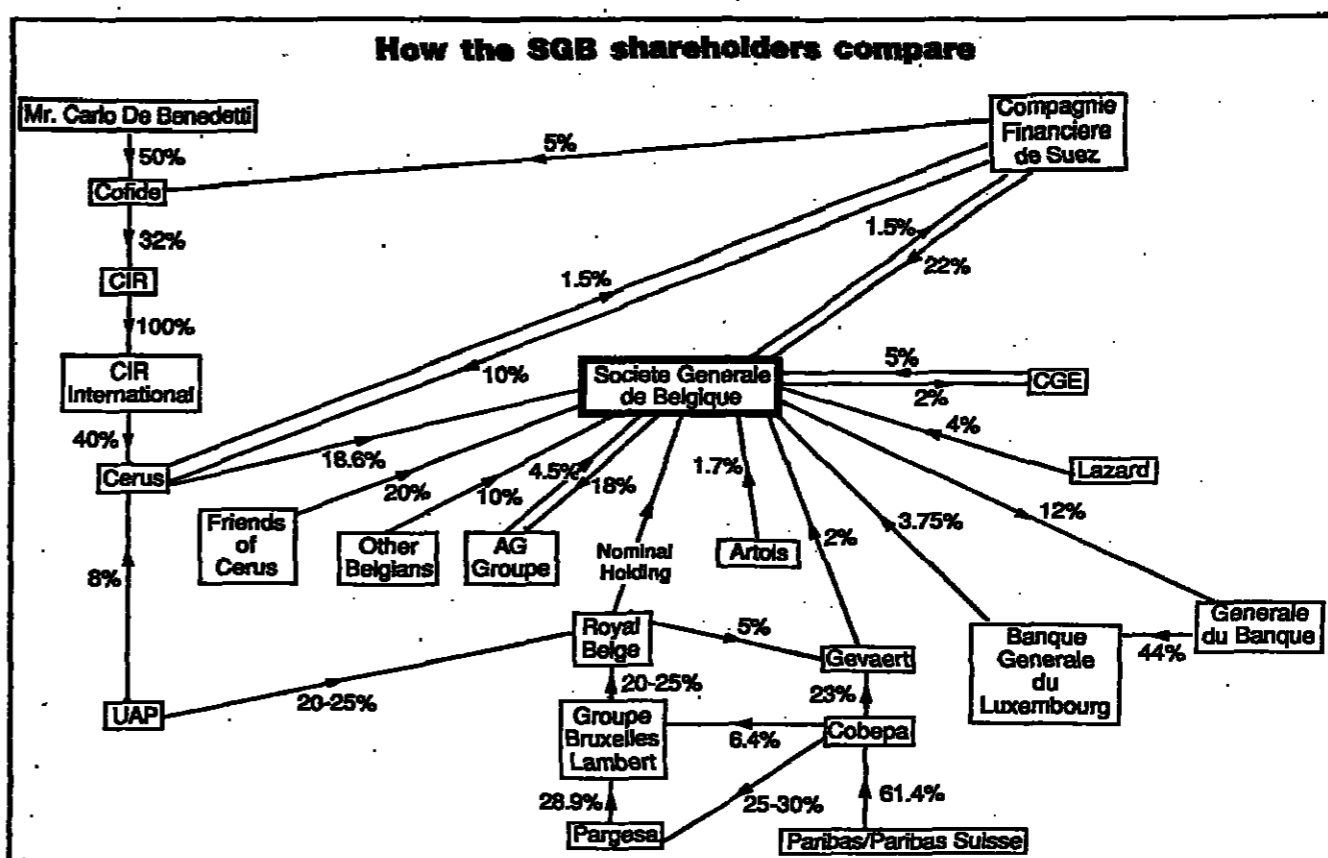 How the SGB shareholders compare
Mr. Carlo De Benedetti
Compagnie
Financiere
de Suez
5%
50%
Cofide
32%
1.5%
22%
CIR
1.5%
100%
CIR
International
10%
Societe Generale
de Belgique
5%
CGE
2%
40%
4%
Cerus
18.6%
4.5%
1.7%
Lazard
20%
10%
18%
12%
3.75%
2%
Friends
of
Cerus
Other
Belgians
AG
Groupe
Nominal
Holding
Artois
8%
Royal
Belge
5%
Generale
du Banque
Banque
Generale
du
Luxembourg
44%
Gevaert
20-25%
23%
UAP
20-25%
Groupe
Bruxelles
Lambert
6.4%
Cobepa
28.9%
25-30%
61.4%
Pargesa
Paribas/Paribas Suisse